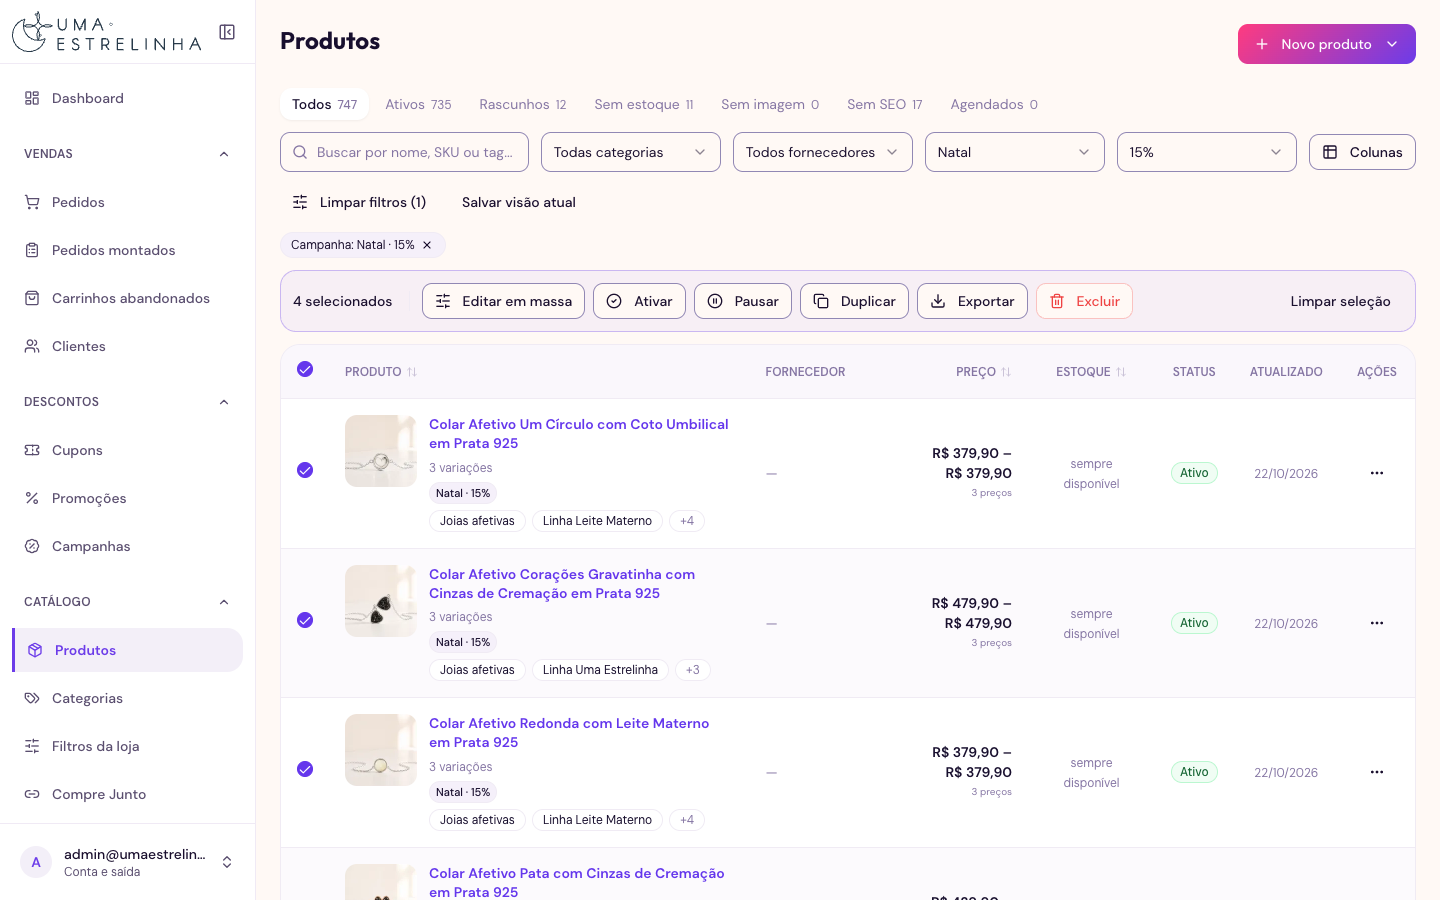 UMA
ESTRELINHA
Dashboard
VENDAS
Pedidos
Pedidos montados
Carrinhos abandonados
Clientes
DESCONTOS
Cupons
Promoções
Campanhas
CATÁLOGO
Produtos
Categorias
Filtros da loja
Compre Junto
A
admin@umaestrelin...
Conta e saída
Produtos
Novo produto
Todos 747
Ativos 735
Rascunhos 12
Sem estoque 11
Sem imagem 0
Sem SEO 17
Agendados 0
Buscar por nome, SKU ou tag...
Todas categorias
Todos fornecedores
Natal
15%
Colunas
Limpar filtros (1)
Salvar visão atual
Campanha: Natal · 15%
4 selecionados
Editar em massa
Ativar
Pausar
Duplicar
Exportar
Excluir
Limpar seleção
PRODUTO
FORNECEDOR
PREÇO
ESTOQUE
STATUS
ATUALIZADO
AÇÕES
Colar Afetivo Um Círculo com Coto Umbilical
em Prata 925
3 variações
Natal · 15%
Joias afetivas
Linha Leite Materno
+4
—
R$ 379,90 –
R$ 379,90
3 preços
sempre
disponível
Ativo
22/10/2026
Colar Afetivo Corações Gravatinha com
Cinzas de Cremação em Prata 925
3 variações
Natal · 15%
Joias afetivas
Linha Uma Estrelinha
+3
—
R$ 479,90 –
R$ 479,90
3 preços
sempre
disponível
Ativo
22/10/2026
Colar Afetivo Redonda com Leite Materno
em Prata 925
3 variações
Natal · 15%
Joias afetivas
Linha Leite Materno
+4
—
R$ 379,90 –
R$ 379,90
3 preços
sempre
disponível
Ativo
22/10/2026
Colar Afetivo Pata com Cinzas de Cremação
em Prata 925